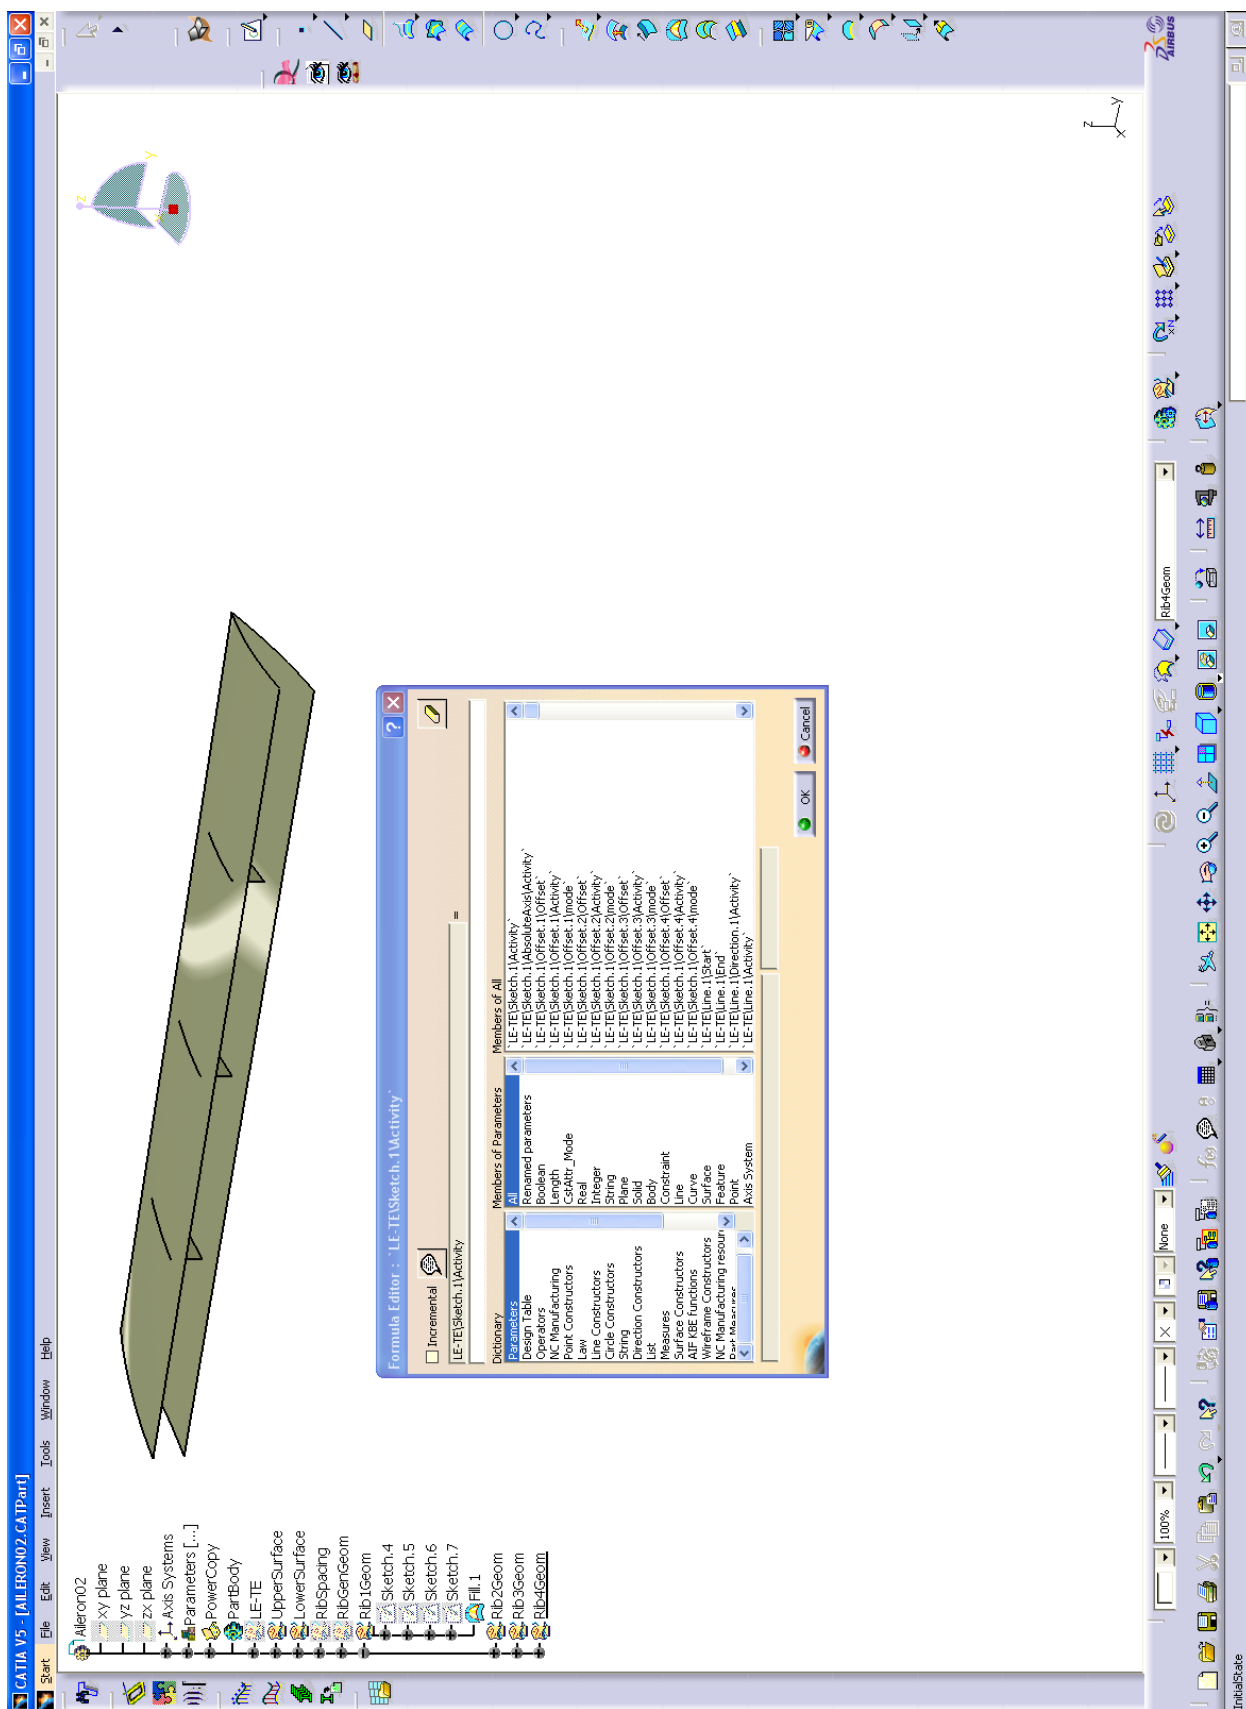 CATIA V5 - [AILERON02.CATPart]
Start File Edit View Insert Tools Window Help
Aileron02
xy plane
yz plane
zx plane
Axis Systems
Parameters [...]
PowerCopy
PartBody
LE-TE
UpperSurface
LowerSurface
RibSpacing
RibGenGeom
Rib1Geom
Sketch.4
Sketch.5
Sketch.6
Sketch.7
Fill.1
Rib2Geom
Rib3Geom
Rib4Geom
z
y
x
Formula Editor : `LE-TE\Sketch.1\Activity`
Incremental
LE-TE\Sketch.1\Activity =
Dictionary
Parameters
Design Table
Operators
NC Manufacturing
Point Constructors
Law
Line Constructors
Circle Constructors
String
Direction Constructors
List
Measures
Surface Constructors
AIF KBE functions
Wireframe Constructors
NC Manufacturing resour
Part Measures
Members of Parameters
All
Renamed parameters
Boolean
Length
CstAttr_Mode
Real
Integer
String
Plane
Solid
Body
Constraint
Line
Curve
Surface
Feature
Point
Axis System
Members of All
`LE-TE\Sketch.1\Activity`
`LE-TE\Sketch.1\AbsoluteAxis\Activity`
`LE-TE\Sketch.1\Offset.1\Offset`
`LE-TE\Sketch.1\Offset.1\Activity`
`LE-TE\Sketch.1\Offset.1\mode`
`LE-TE\Sketch.1\Offset.2\Offset`
`LE-TE\Sketch.1\Offset.2\Activity`
`LE-TE\Sketch.1\Offset.2\mode`
`LE-TE\Sketch.1\Offset.3\Offset`
`LE-TE\Sketch.1\Offset.3\Activity`
`LE-TE\Sketch.1\Offset.3\mode`
`LE-TE\Sketch.1\Offset.4\Offset`
`LE-TE\Sketch.1\Offset.4\Activity`
`LE-TE\Sketch.1\Offset.4\mode`
`LE-TE\Line.1\Start`
`LE-TE\Line.1\End`
`LE-TE\Line.1\Direction.1\Activity`
`LE-TE\Line.1\Activity`
OK Cancel
z
y
x
100% None Rib4Geom
AIRBUS
InitialState